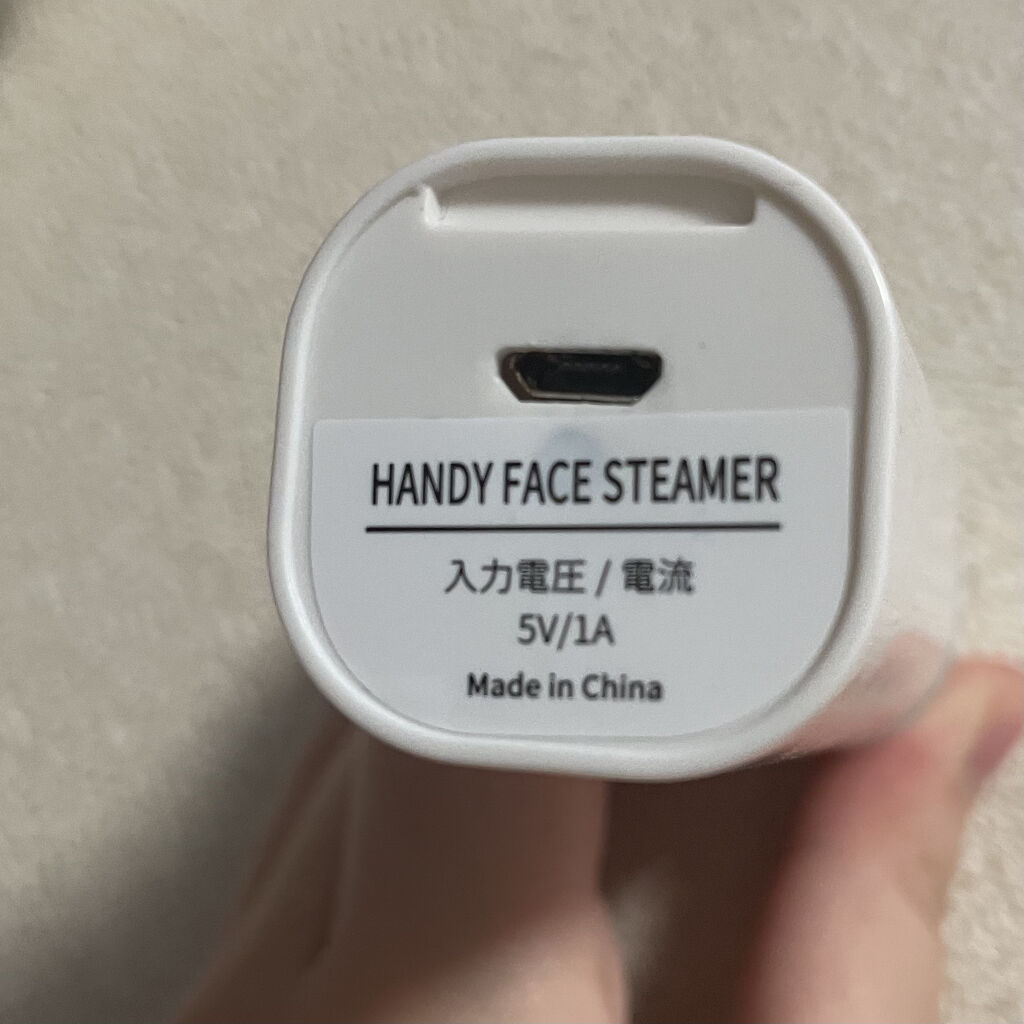 HANDY FACE STEAMER
入力電圧 / 電流
5V/1A
Made in China